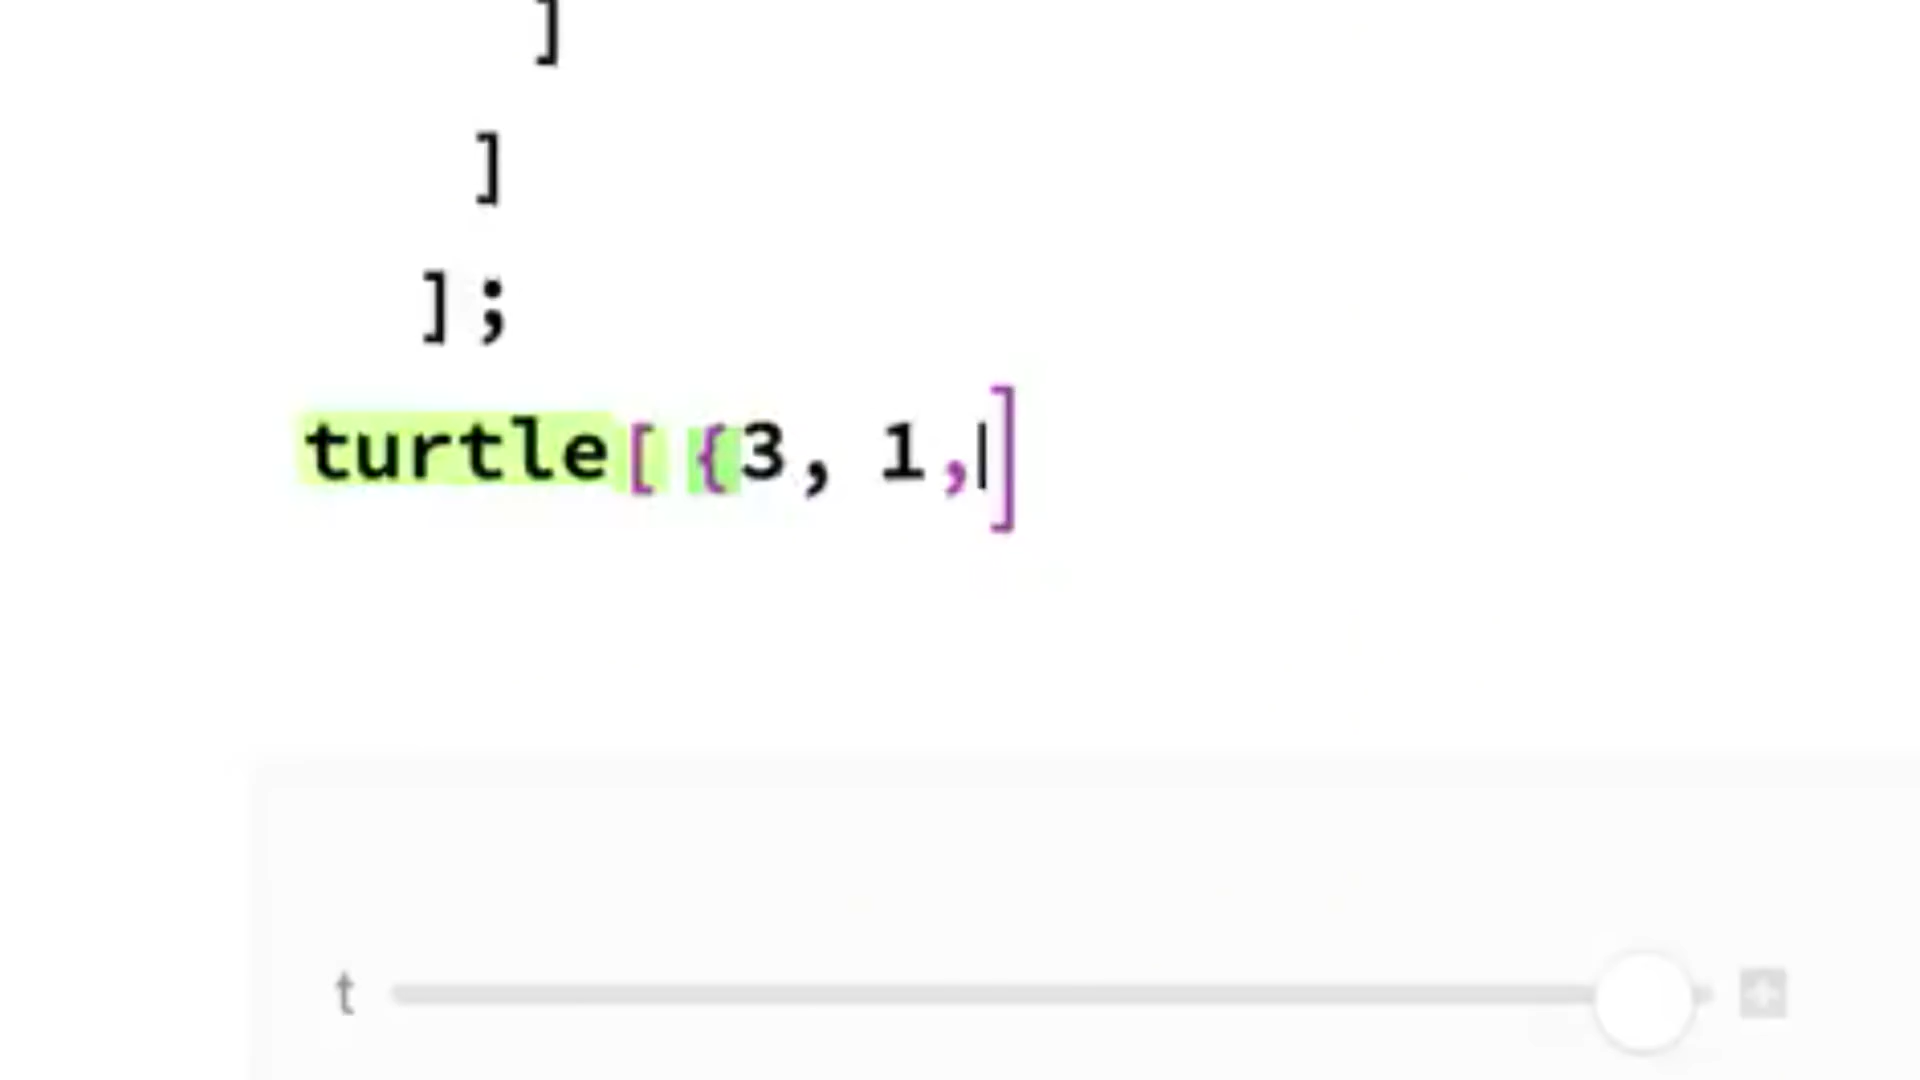 ]
]
];
turtle[ {3, 1,]
t